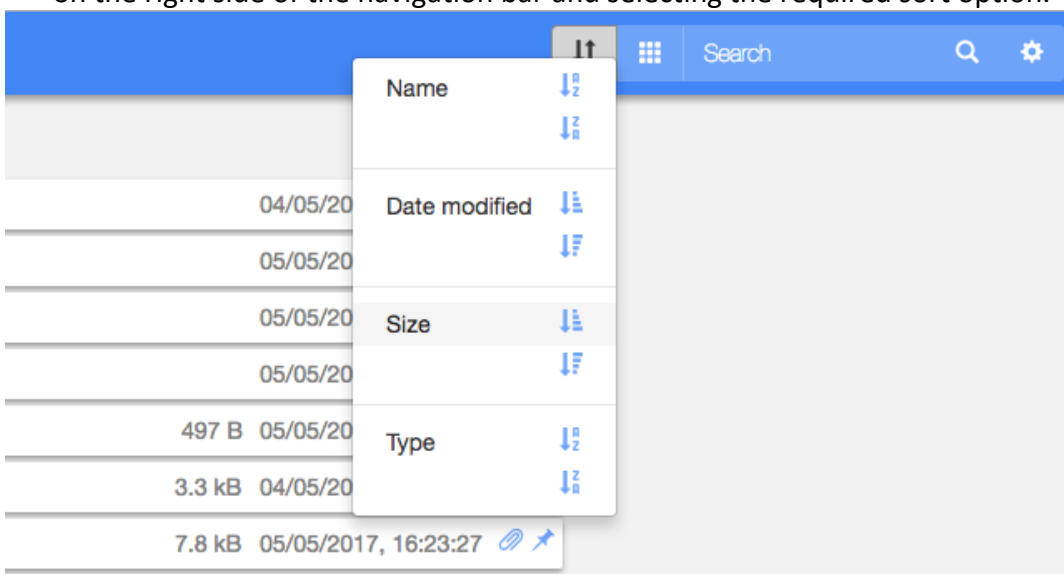 on the right side of the navigation bar and selecting the required sort option.
Search
Name
04/05/20
Date modified
05/05/20
05/05/20
Size
05/05/20
497 B 05/05/20
Type
3.3 kB 04/05/20
7.8 kB 05/05/2017, 16:23:27